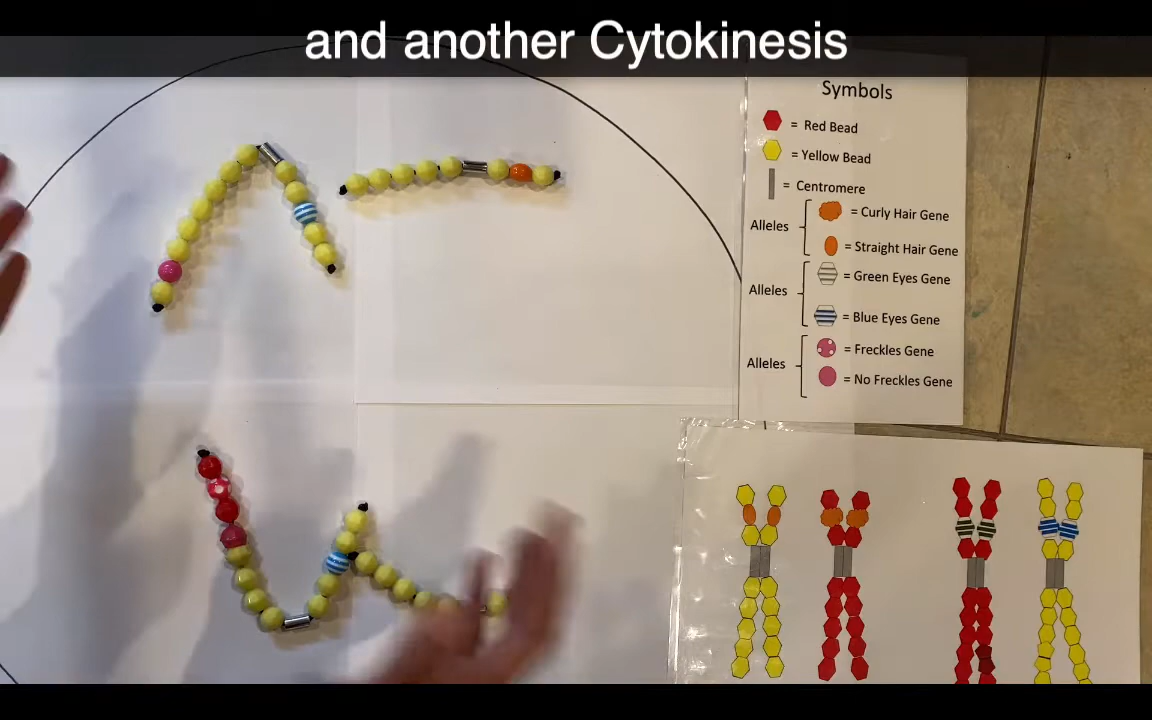 and another Cytokinesis
Symbols
= Red Bead
= Yellow Bead
= Centromere
Alleles
= Curly Hair Gene
= Straight Hair Gene
Alleles
= Green Eyes Gene
= Blue Eyes Gene
Alleles
= Freckles Gene
= No Freckles Gene